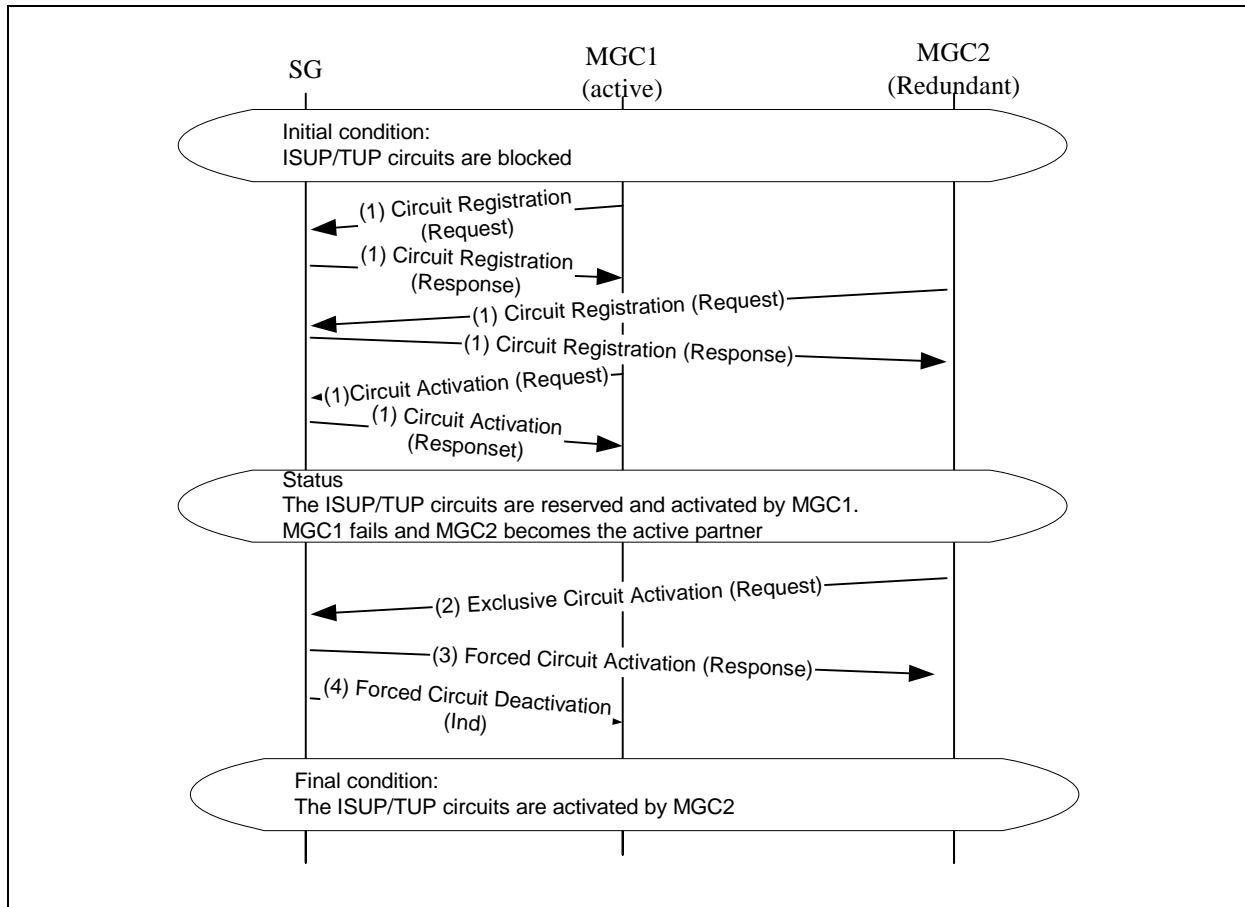 SG
MGC1
(active)
MGC2
(Redundant)
Initial condition:
ISUP/TUP circuits are blocked
(1) Circuit Registration
(Request)
(1) Circuit Registration
(Response)
(1) Circuit Registration (Request)
(1) Circuit Registration (Response)
(1)Circuit Activation (Request)
(1) Circuit Activation
(Responset)
Status
The ISUP/TUP circuits are reserved and activated by MGC1.
MGC1 fails and MGC2 becomes the active partner
(2) Exclusive Circuit Activation (Request)
(3) Forced Circuit Activation (Response)
(4) Forced Circuit Deactivation
(Ind)
Final condition:
The ISUP/TUP circuits are activated by MGC2